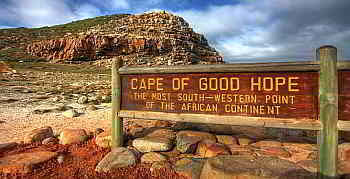 CAPE OF GOOD HOPE
THE MOST SOUTH-WESTERN POINT
OF THE AFRICAN CONTINENT